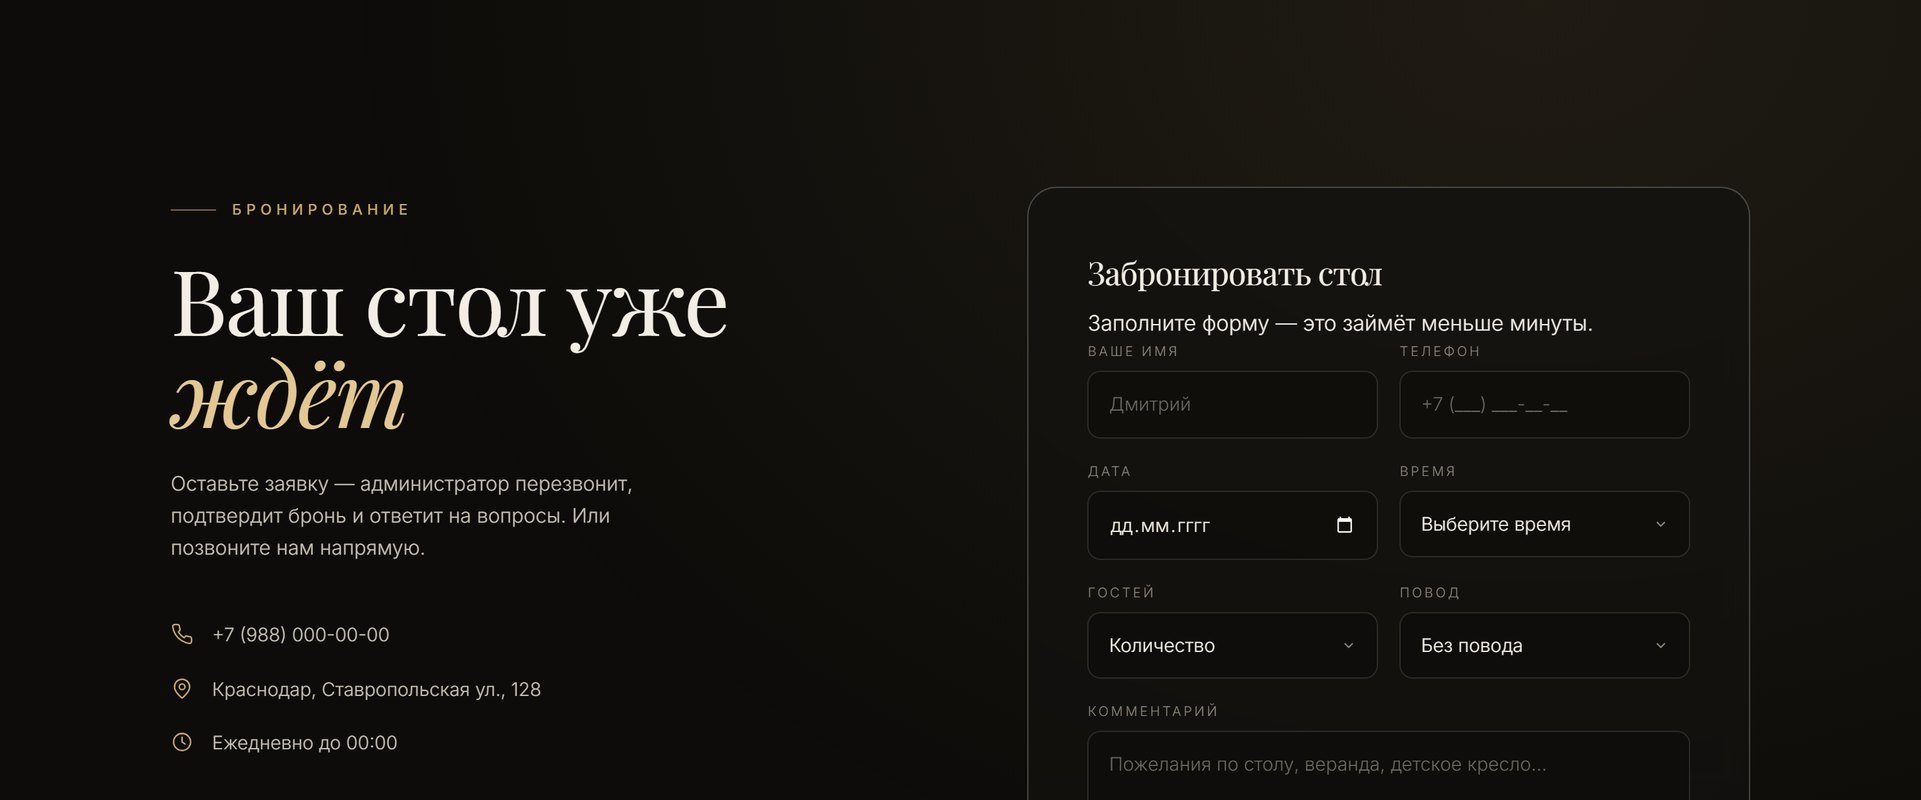 БРОНИРОВАНИЕ
Ваш стол уже
ждёт
Оставьте заявку — администратор перезвонит,
подтвердит бронь и ответит на вопросы. Или
позвоните нам напрямую.
+7 (988) 000-00-00
Краснодар, Ставропольская ул., 128
Ежедневно до 00:00
Забронировать стол
Заполните форму — это займёт меньше минуты.
ВАШЕ ИМЯ
Дмитрий
ТЕЛЕФОН
+7 (___) ___-__-__
ДАТА
дд.мм.гггг
ВРЕМЯ
Выберите время
ГОСТЕЙ
Количество
ПОВОД
Без повода
КОММЕНТАРИЙ
Пожелания по столу, веранда, детское кресло...